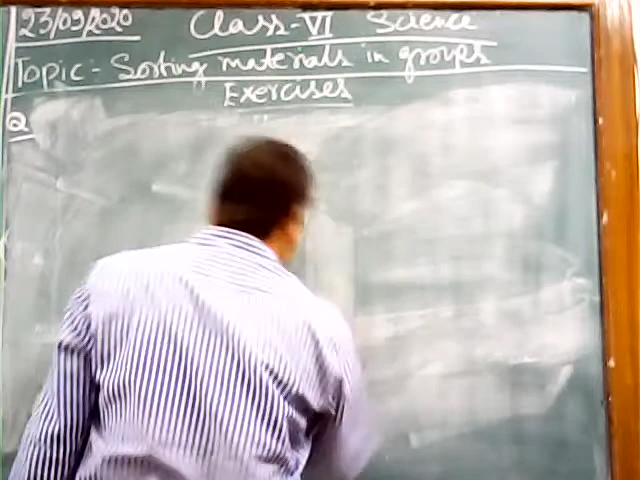 23/09/2020 Class-VI Science
Topic:- Sorting materials in groups
Exercises
Q